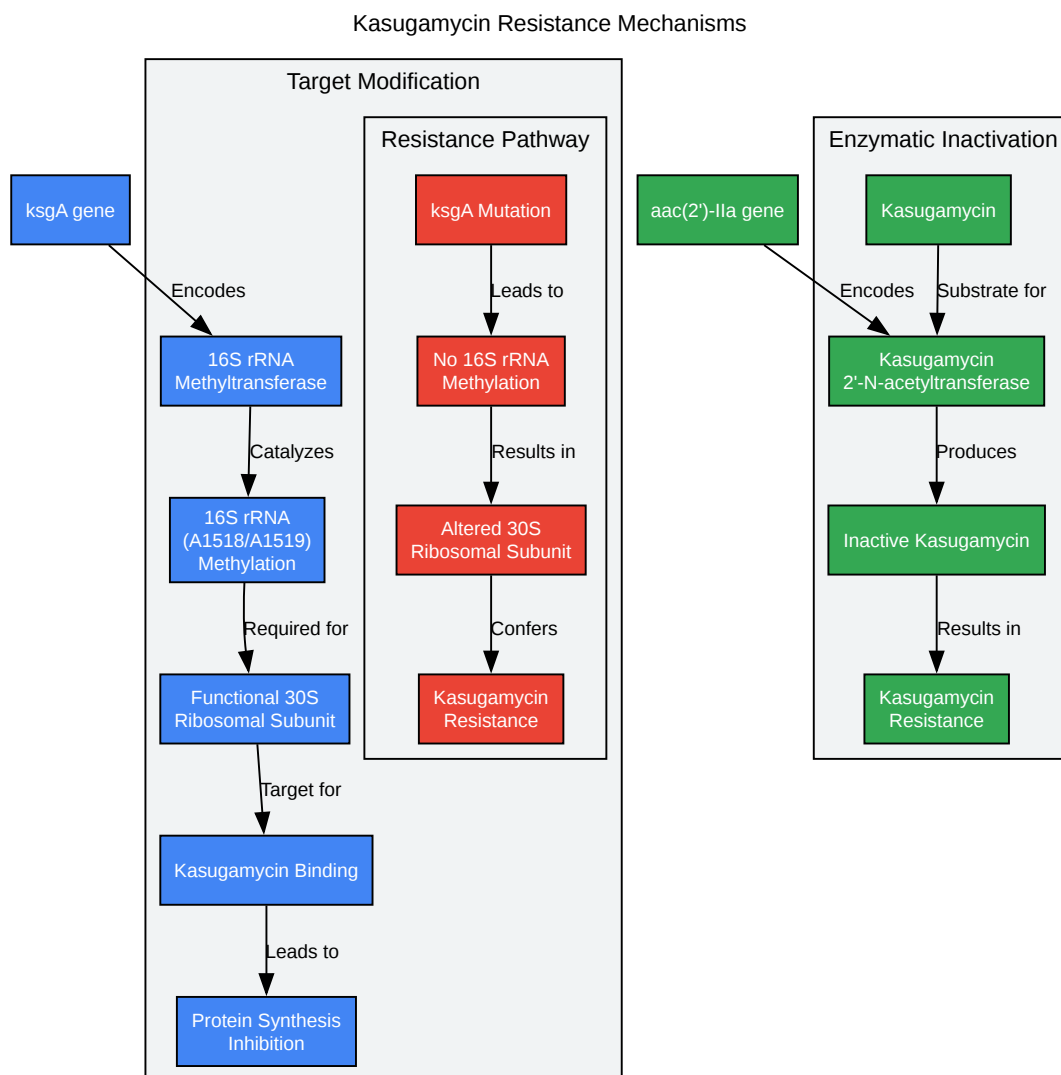 Kasugamycin Resistance Mechanisms
Target Modification
Resistance Pathway
Enzymatic Inactivation
ksgA gene
ksgA Mutation
aac(2')-IIa gene
Kasugamycin
Encodes
Leads to
Encodes
Substrate for
16S rRNA
Methyltransferase
No 16S rRNA
Methylation
Kasugamycin
2'-N-acetyltransferase
Catalyzes
Results in
Produces
16S rRNA
(A1518/A1519)
Methylation
Altered 30S
Ribosomal Subunit
Inactive Kasugamycin
Required for
Confers
Results in
Functional 30S
Ribosomal Subunit
Kasugamycin
Resistance
Kasugamycin
Resistance
Target for
Kasugamycin Binding
Leads to
Protein Synthesis
Inhibition